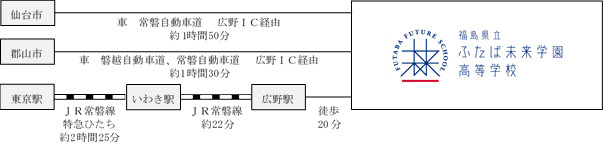 仙台市
車　常磐自動車道　広野ＩＣ経由
約1時間50分
郡山市
車　磐越自動車道、常磐自動車道　広野ＩＣ経由
約1時間30分
東京駅
ＪＲ常磐線
特急ひたち
約2時間25分
いわき駅
ＪＲ常磐線
約22分
広野駅
徒歩
20分
FUTABA FUTURE SCHOOL
福島県立
ふたば未来学園
高等学校